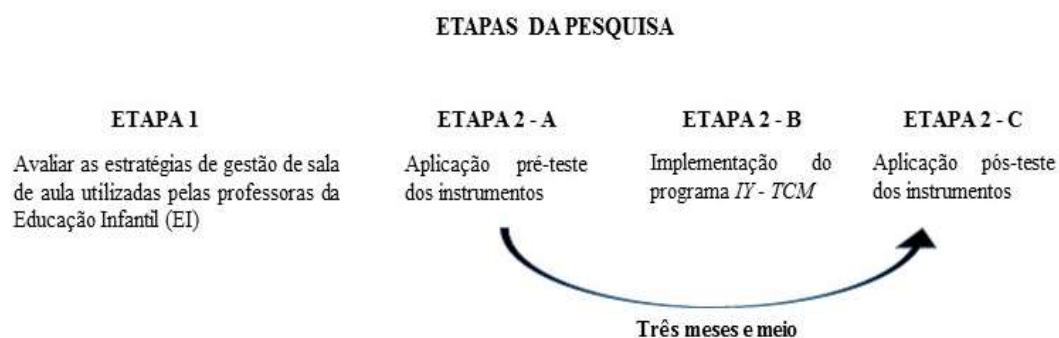 ETAPAS DA PESQUISA
ETAPA 1
Avaliar as estratégias de gestão de sala
de aula utilizadas pelas professoras da
Educação Infantil (EI)
ETAPA 2 - A
Aplicação pré-teste
dos instrumentos
ETAPA 2 - B
Implementação do
programa IY - TCM
ETAPA 2 - C
Aplicação pós-teste
dos instrumentos
Três meses e meio